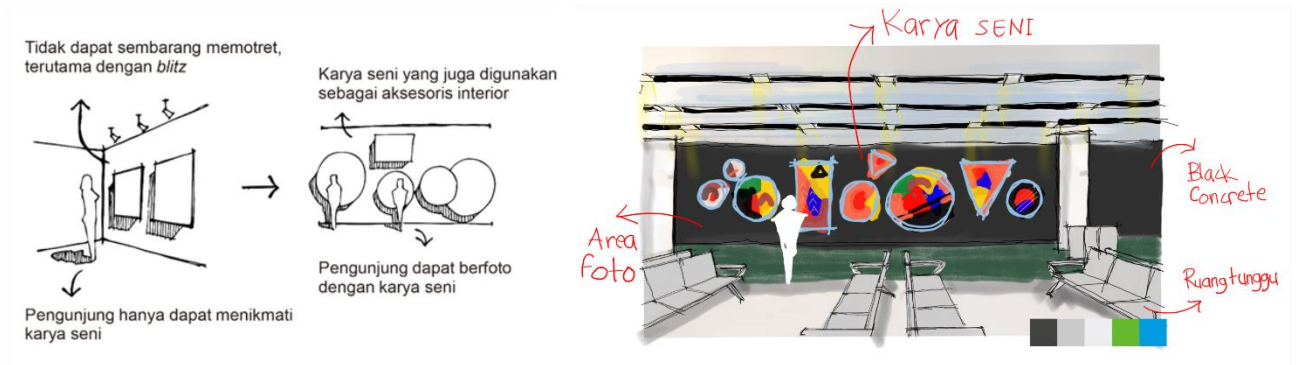 Tidak dapat sembarang memotret,
terutama dengan blitz
Pengunjung hanya dapat menikmati
karya seni
Karya seni yang juga digunakan
sebagai aksesoris interior
Pengunjung dapat berfoto
dengan karya seni
Karya SENI
Black
Concrete
Area
foto
Ruang tunggu